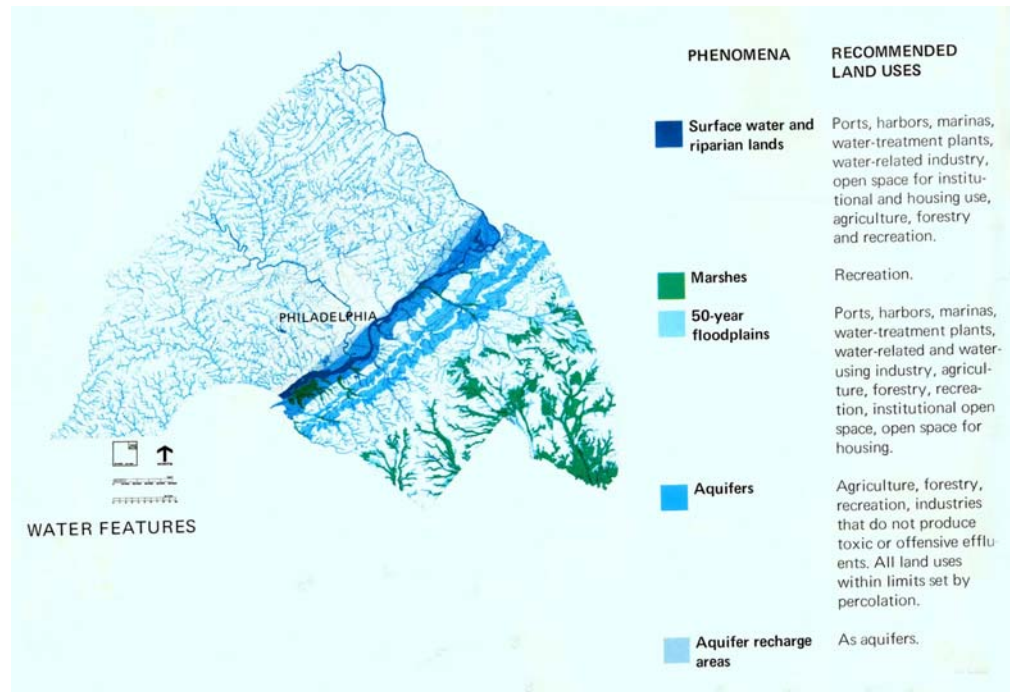 PHENOMENA
RECOMMENDED
LAND USES
Surface water and
riparian lands
Ports, harbors, marinas,
water-treatment plants,
water-related industry,
open space for institu-
tional and housing use,
agriculture, forestry
and recreation.
Marshes
Recreation.
50-year
floodplains
Ports, harbors, marinas,
water-treatment plants,
water-related and water-
using industry, agricul-
ture, forestry, recrea-
tion, institutional open
space, open space for
housing.
Aquifers
Agriculture, forestry,
recreation, industries
that do not produce
toxic or offensive efflu-
ents. All land uses
within limits set by
percolation.
Aquifer recharge
areas
As aquifers.
PHILADELPHIA
WATER FEATURES